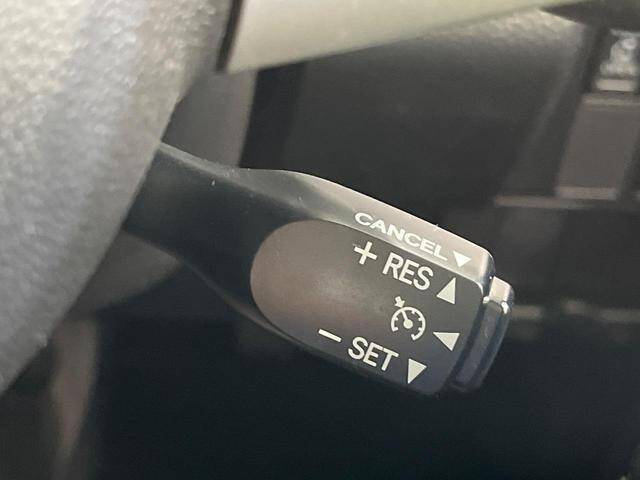 CANCEL ▼
+ RES ▲
◀
− SET ▼